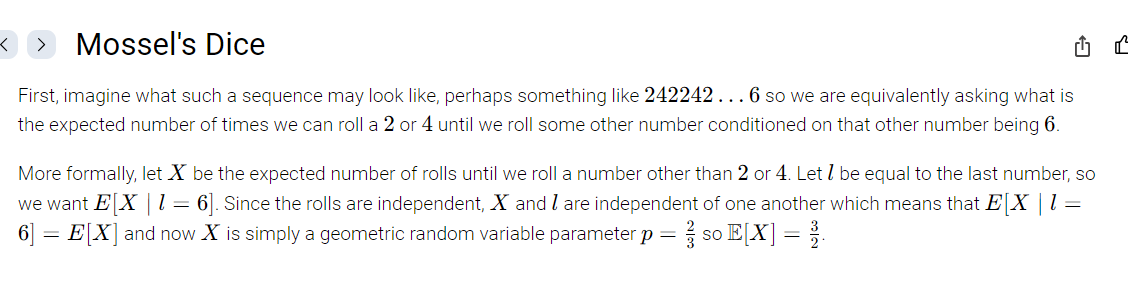 Mossel's Dice
First, imagine what such a sequence may look like, perhaps something like 242242 . . . 6 so we are equivalently asking what is
the expected number of times we can roll a 2 or 4 until we roll some other number conditioned on that other number being 6.
More formally, let X be the expected number of rolls until we roll a number other than 2 or 4. Let l be equal to the last number, so
we want E[X | l = 6]. Since the rolls are independent, X and l are independent of one another which means that E[X | l =
6] = E[X] and now X is simply a geometric random variable parameter p = 2/3 so 𝔼[X] = 3/2.